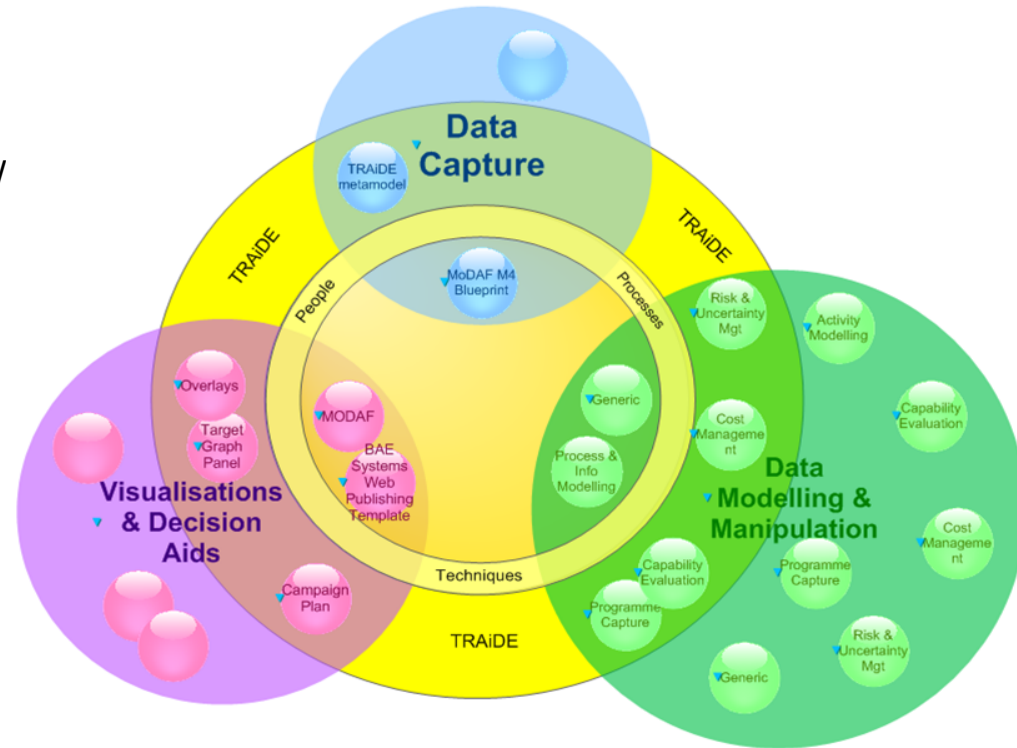 Data
Capture
TRAiDE
metamodel
TRAiDE
TRAiDE
MoDAF M4
Blueprint
People
Processes
Risk &
Uncertainty
Mgt
Activity
Modelling
Overlays
Target
Graph
Panel
MODAF
BAE
Systems
Web
Publishing
Template
Generic
Process &
Info
Modelling
Cost
Manageme
nt
Capability
Evaluation
Visualisations
& Decision
Aids
Data
Modelling &
Manipulation
Cost
Manageme
nt
Techniques
Campaign
Plan
Capability
Evaluation
Programme
Capture
Programme
Capture
TRAiDE
Risk &
Uncertainty
Mgt
Generic